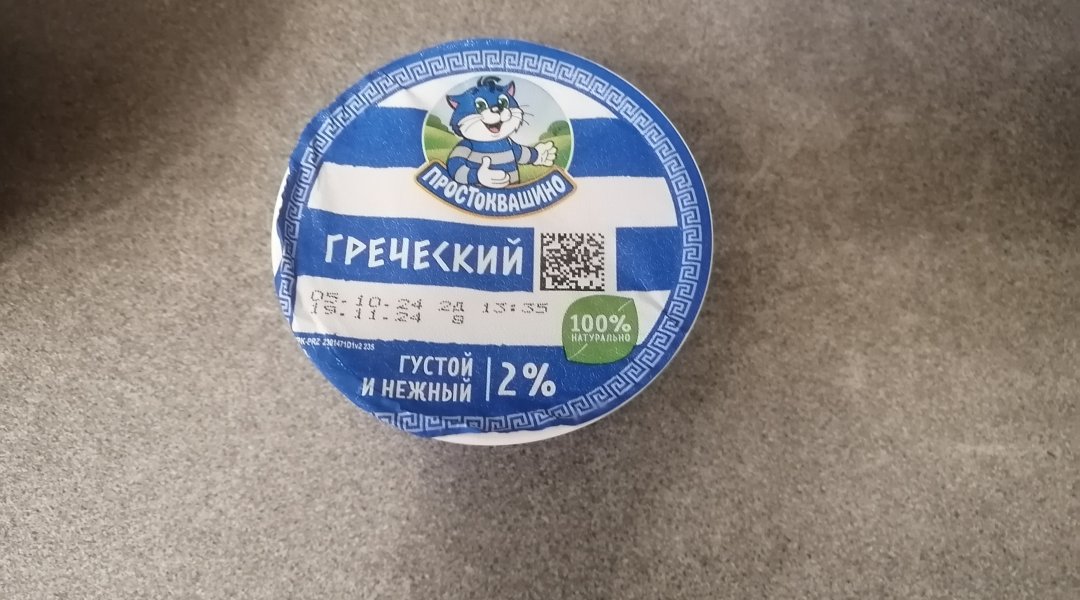 ПРОСТОКВАШИНО
ГРЕЧЕСКИЙ
05.10.24 2д 13:35
19.11.24 8
100%
НАТУРАЛЬНО
ГУСТОЙ
И НЕЖНЫЙ
2%